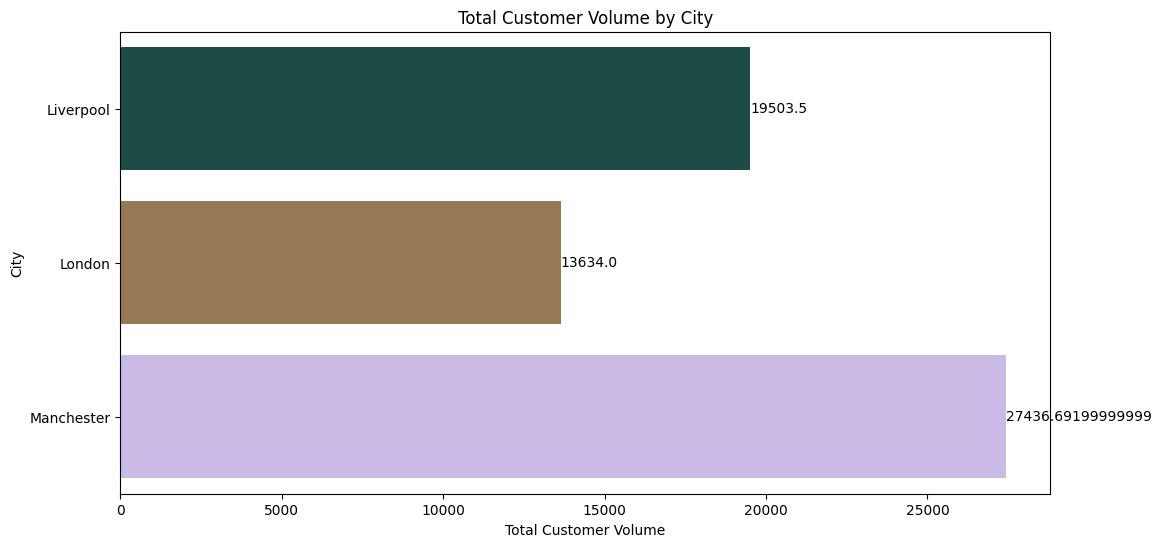 Total Customer Volume by City
Liverpool
19503.5
London
13634.0
Manchester
27436.69199999999
City
0
5000
10000
15000
20000
25000
Total Customer Volume